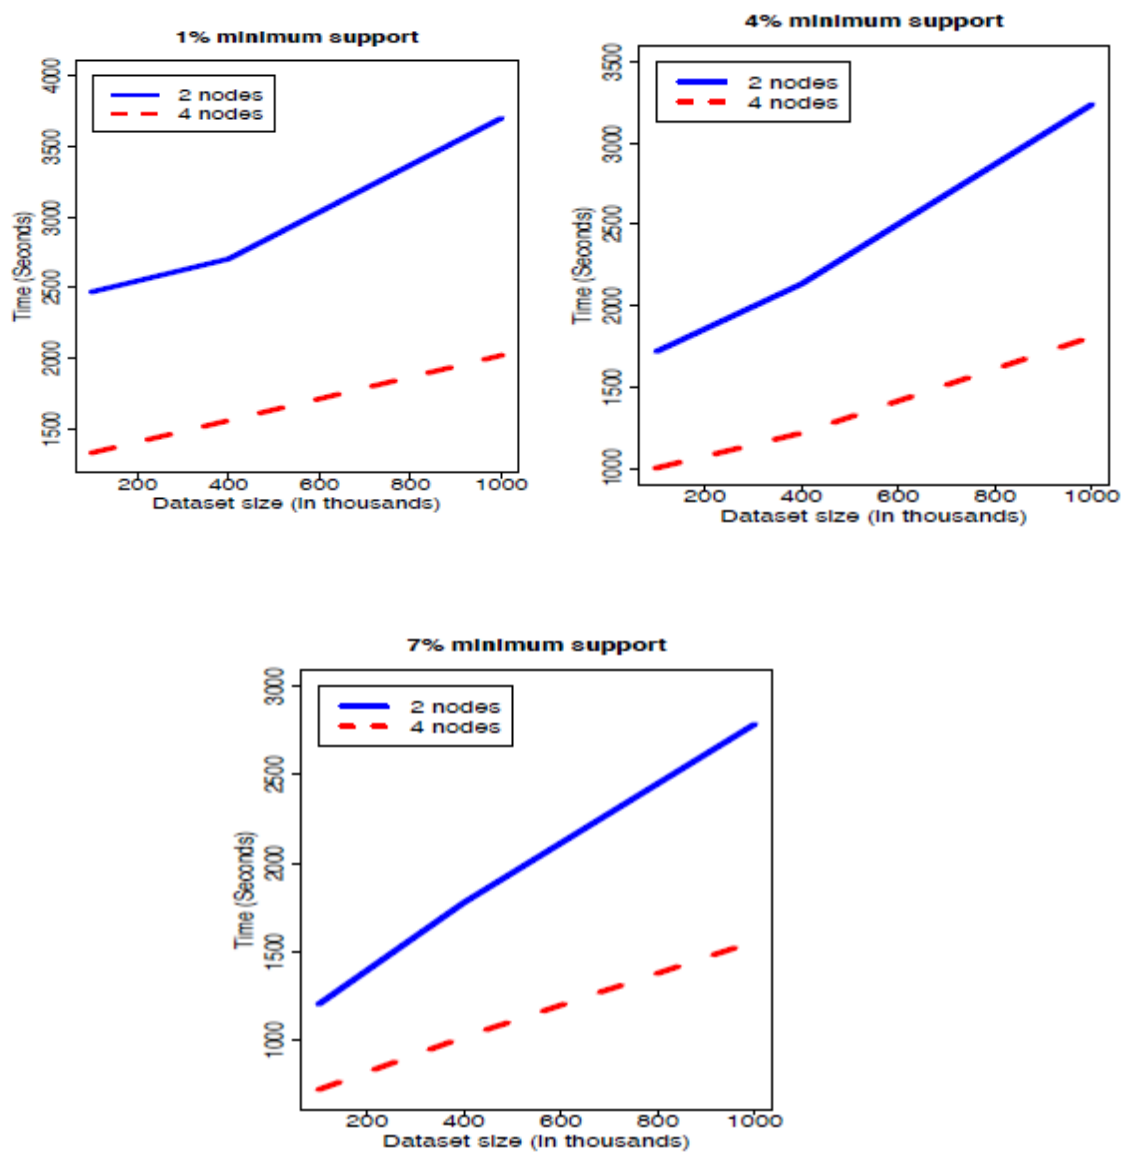 1% minimum support
2 nodes
4 nodes
Time (Seconds)
4000
3500
3000
2500
2000
1500
200 400 600 800 1000
Dataset size (in thousands)
4% minimum support
2 nodes
4 nodes
Time (Seconds)
3500
3000
2500
2000
1500
1000
200 400 600 800 1000
Dataset size (in thousands)
7% minimum support
2 nodes
4 nodes
Time (Seconds)
3000
2500
2000
1500
1000
200 400 600 800 1000
Dataset size (in thousands)